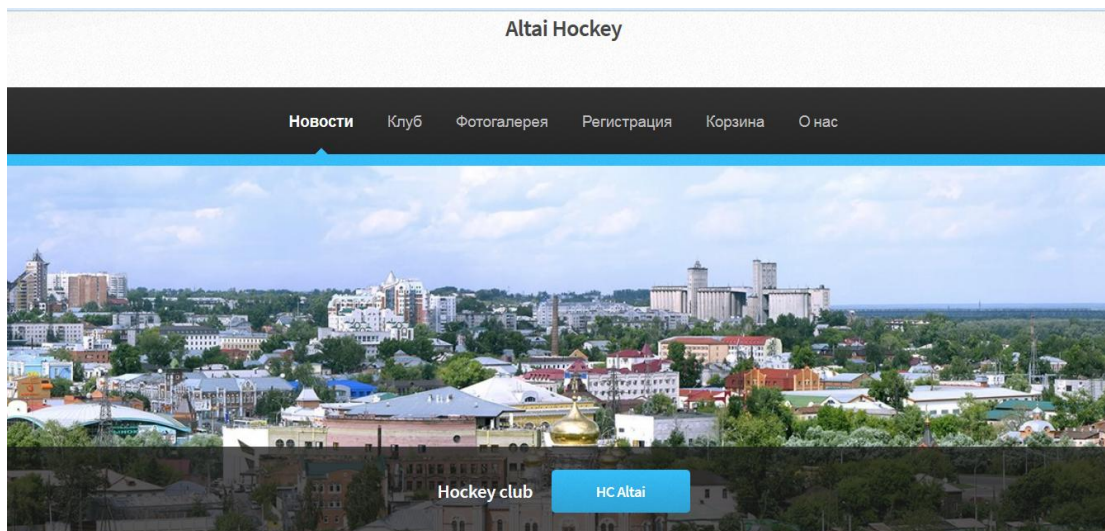 Altai Hockey
Новости Клуб Фотогалерея Регистрация Корзина О нас
Hockey club HC Altai